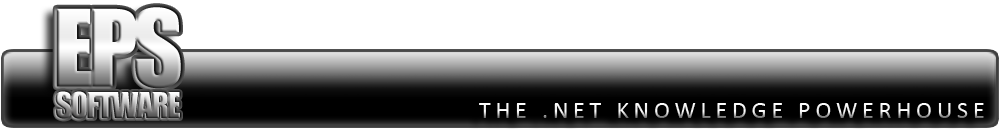 EPS
SOFTWARE
THE .NET KNOWLEDGE POWERHOUSE